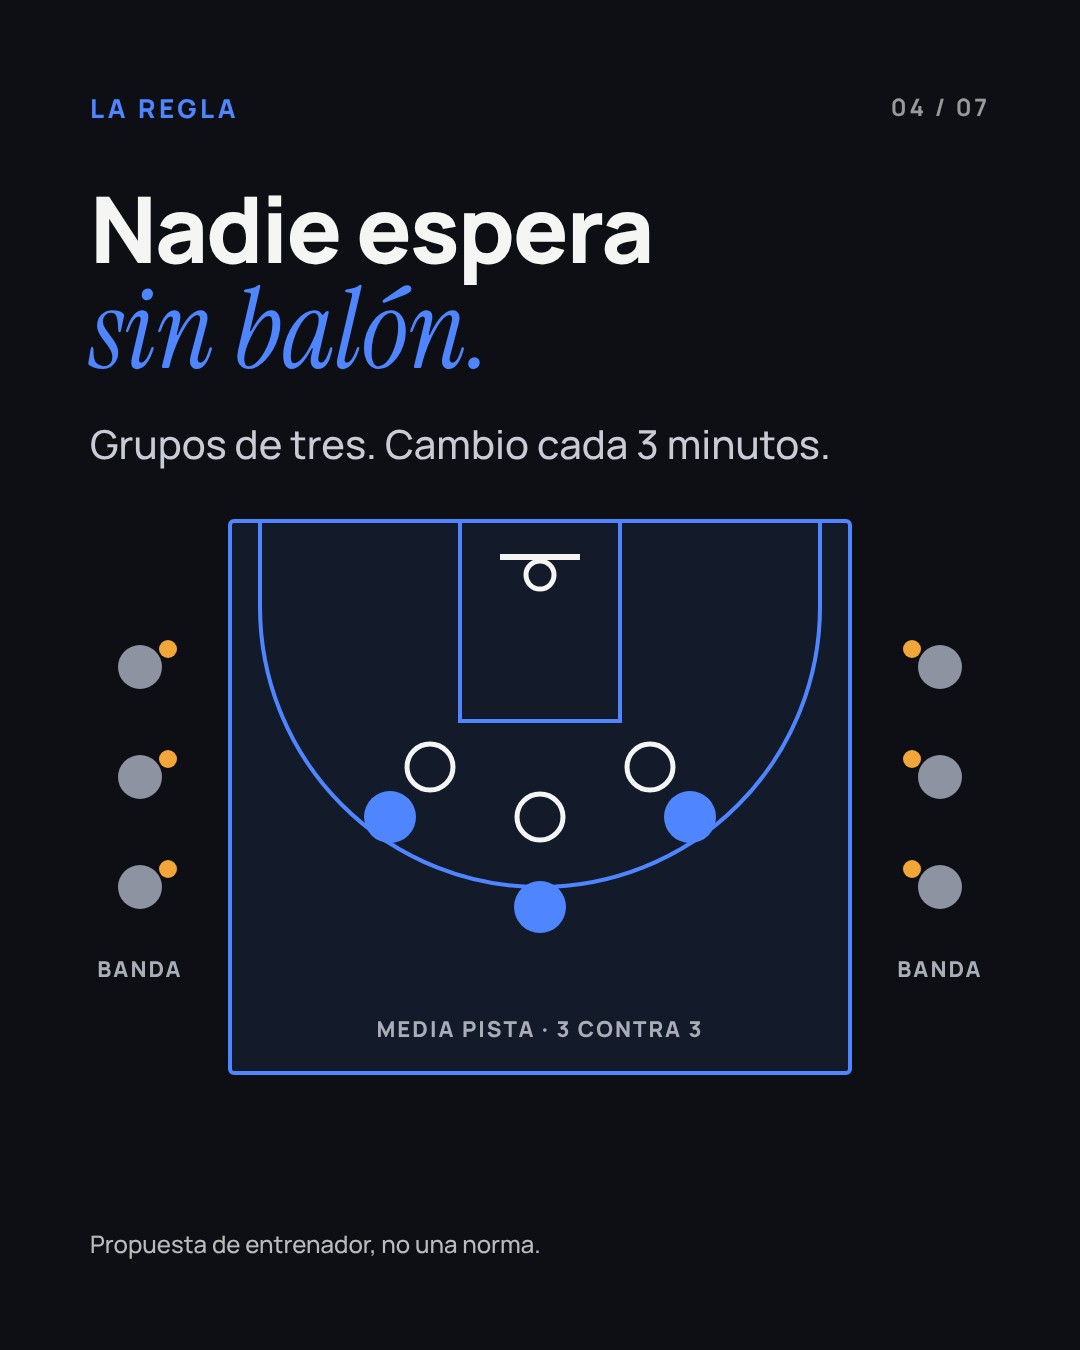 LA REGLA
04 / 07
Nadie espera
sin balón.
Grupos de tres. Cambio cada 3 minutos.
BANDA
BANDA
MEDIA PISTA · 3 CONTRA 3
Propuesta de entrenador, no una norma.